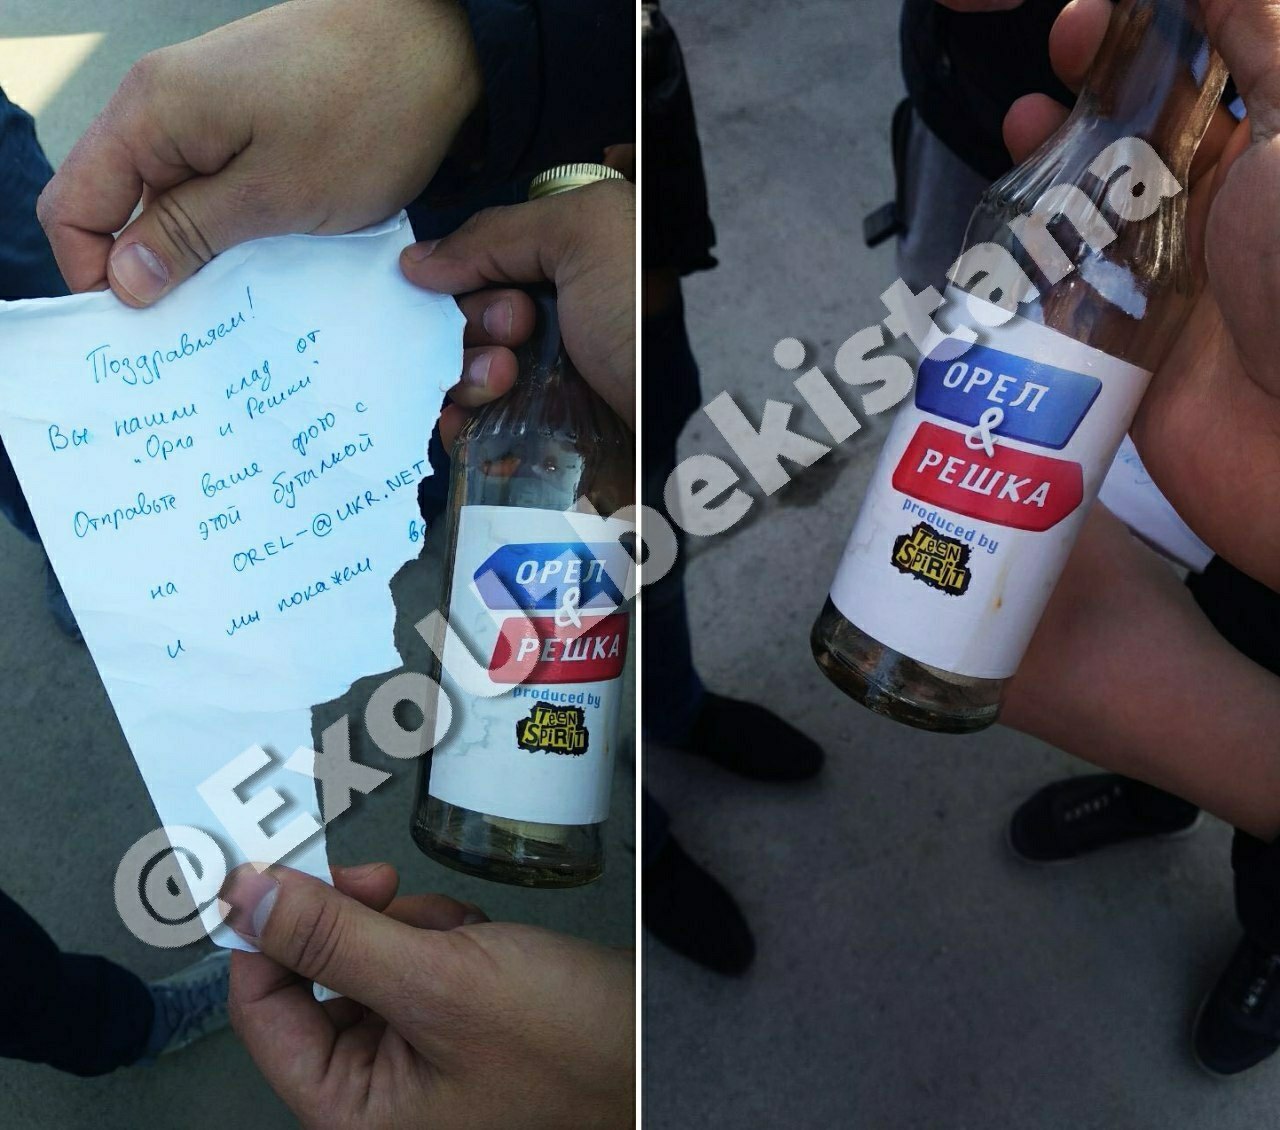 Поздравляем!
Вы нашли клад от
"Орла и Решки"
Отправьте ваше фото с
этой бутылкой
на OREL-@UKR.NET
и мы покажем
ОРЕЛ
&
РЕШКА
produced by
TEEN
SPIRIT
ОРЕЛ
&
РЕШКА
produced by
TEEN
SPIRIT
@ExoUzbekistana